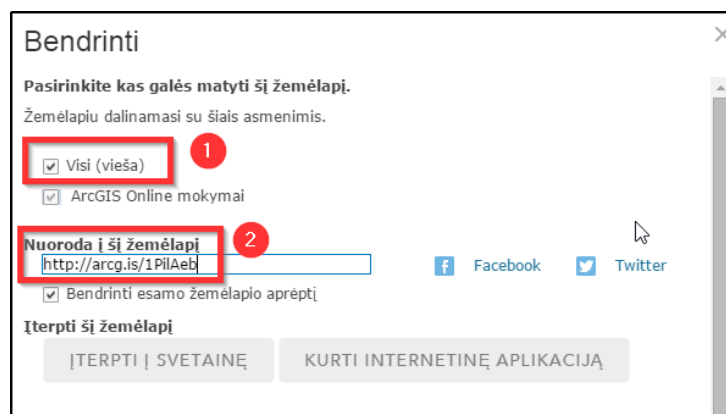 Bendrinti
Pasirinkite kas galės matyti šį žemėlapį.
Žemėlapiu dalinamasi su šiais asmenimis.
1
Visi (vieša)
ArcGIS Online mokymai
Nuoroda į šį žemėlapį
2
http://arcg.is/1PilAeb
Facebook
Twitter
Bendrinti esamo žemėlapio aprėptį
Įterpti šį žemėlapį
ĮTERPTI Į SVETAINĘ
KURTI INTERNETINĘ APLIKACIJĄ